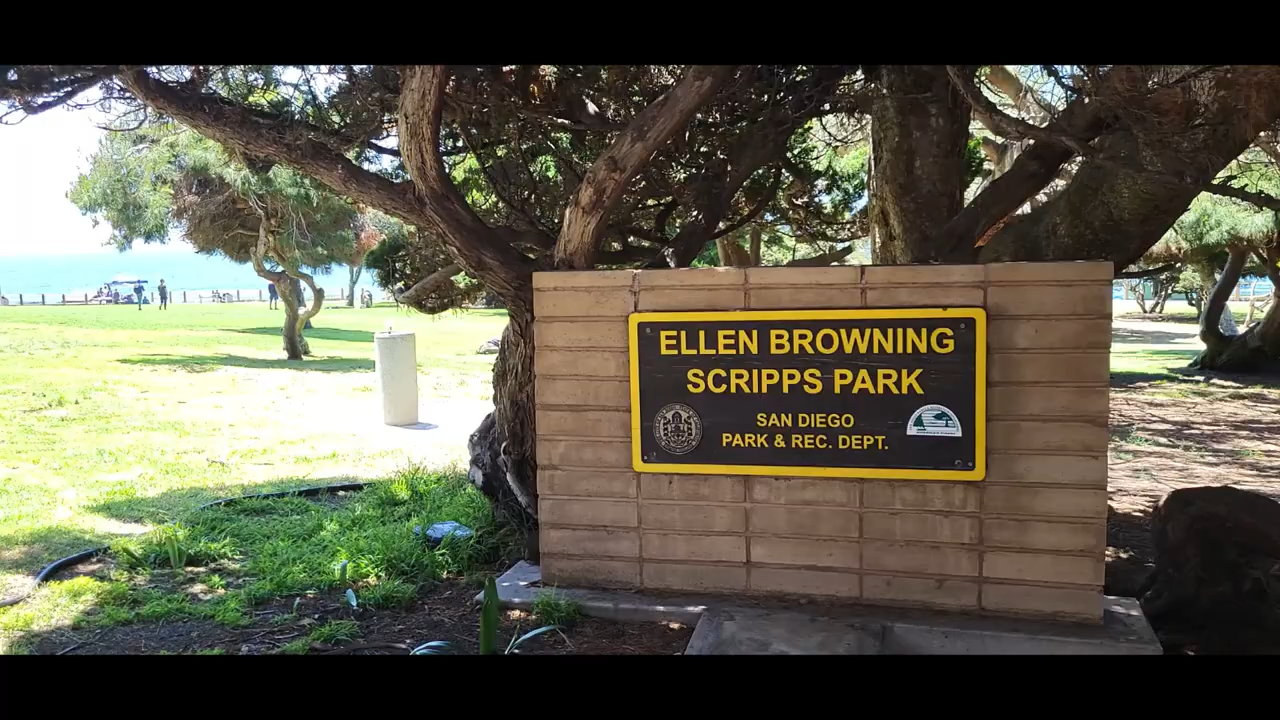 ELLEN BROWNING
SCRIPPS PARK
SAN DIEGO
PARK & REC. DEPT.